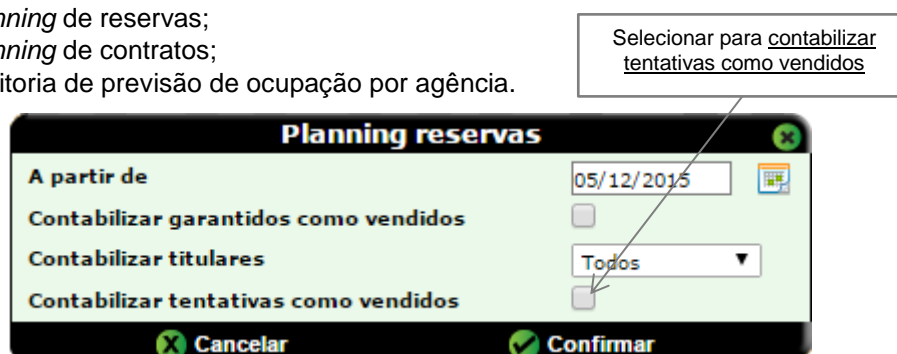 nning de reservas;
nning de contratos;
itoria de previsão de ocupação por agência.
Selecionar para contabilizar
tentativas como vendidos
Planning reservas
A partir de 05/12/2015
Contabilizar garantidos como vendidos
Contabilizar titulares Todos
Contabilizar tentativas como vendidos
Cancelar Confirmar